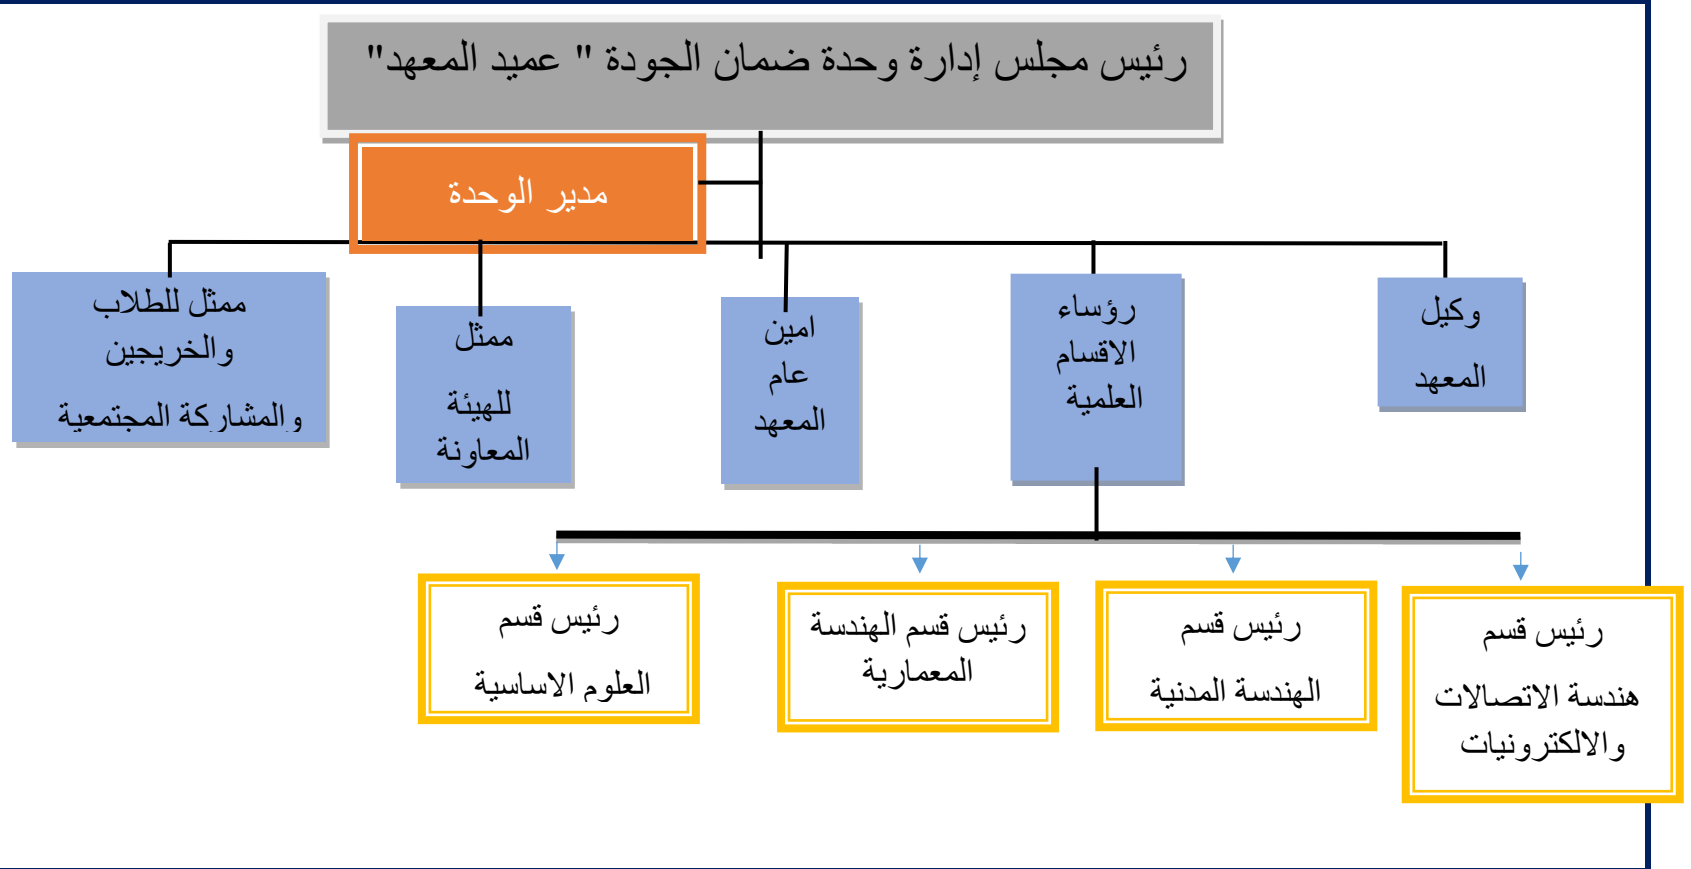 رئيس مجلس إدارة وحدة ضمان الجودة " عميد المعهد"
مدير الوحدة
وكيل
المعهد
رؤساء
الاقسام
العلمية
امين
عام
المعهد
ممثل
للهيئة
المعاونة
ممثل للطلاب
والخريجين
والمشاركة المجتمعية
رئيس قسم
هندسة الاتصالات
والالكترونيات
رئيس قسم
الهندسة المدنية
رئيس قسم الهندسة
المعمارية
رئيس قسم
العلوم الاساسية